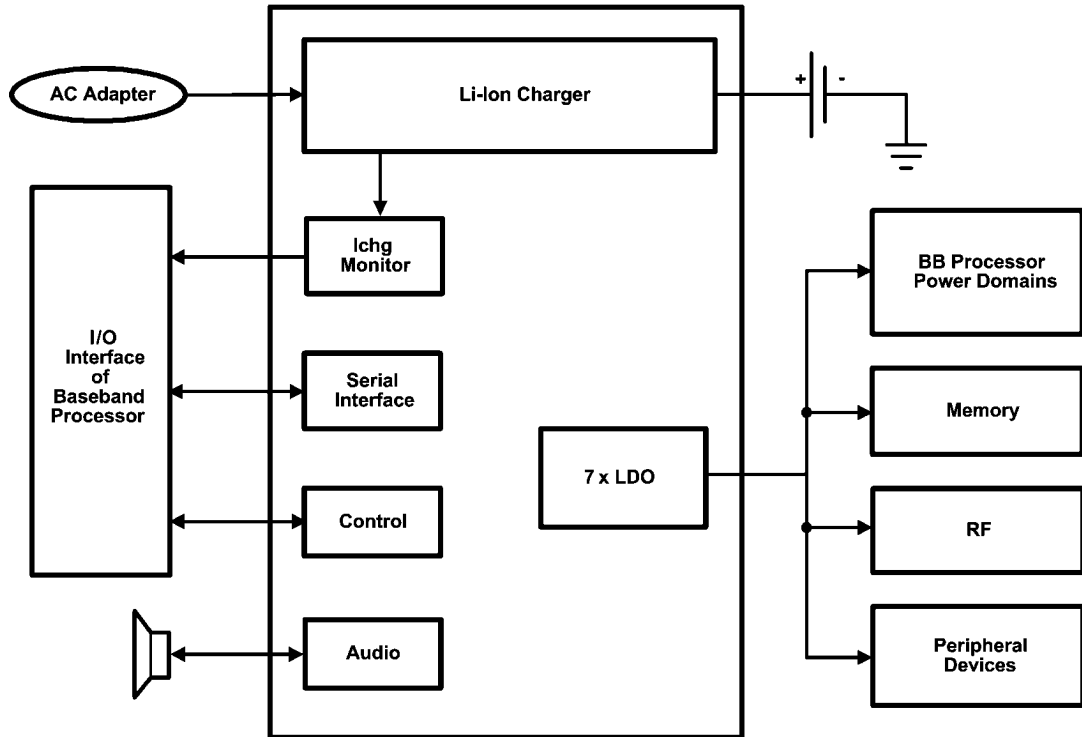 AC Adapter
Li-Ion Charger
+
-
Ichg
Monitor
I/O
Interface
of
Baseband
Processor
Serial
Interface
Control
Audio
7 x LDO
BB Processor
Power Domains
Memory
RF
Peripheral
Devices